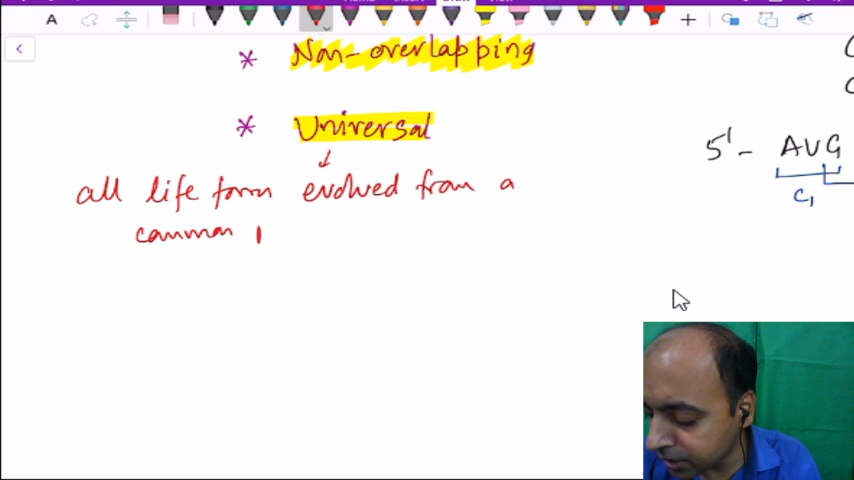 * Non-overlapping
* Universal
all life form evolved from a
common
5' - AUG
C1